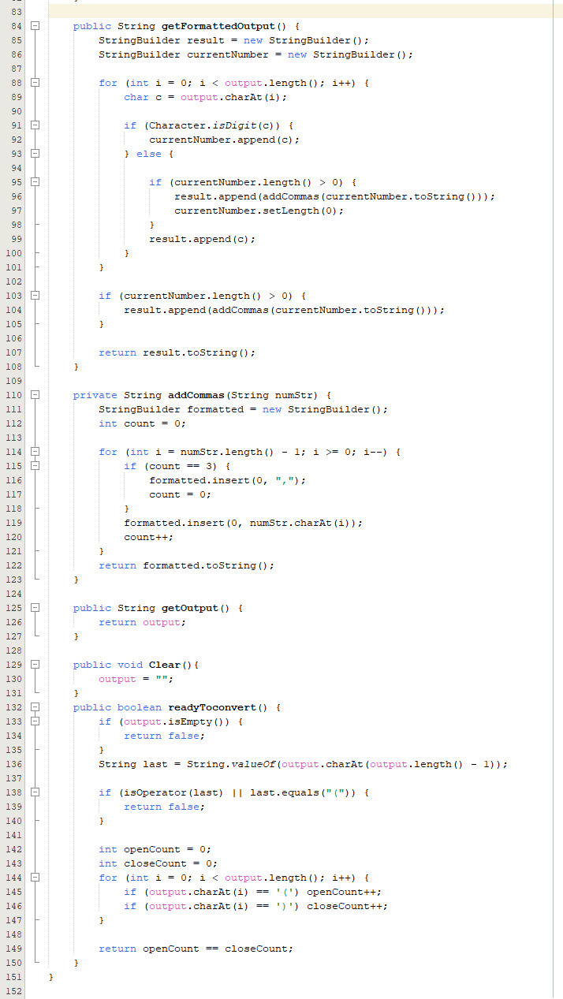 83
84 public String getFormattedOutput() {
85 StringBuilder result = new StringBuilder();
86 StringBuilder currentNumber = new StringBuilder();
87
88 for (int i = 0; i < output.length(); i++) {
89 char c = output.charAt(i);
90
91 if (Character.isDigit(c)) {
92 currentNumber.append(c);
93 } else {
94
95 if (currentNumber.length() > 0) {
96 result.append(addCommas(currentNumber.toString()));
97 currentNumber.setLength(0);
98 }
99 result.append(c);
100 }
101 }
102
103 if (currentNumber.length() > 0) {
104 result.append(addCommas(currentNumber.toString()));
105 }
106
107 return result.toString();
108 }
109
110 private String addCommas(String numStr) {
111 StringBuilder formatted = new StringBuilder();
112 int count = 0;
113
114 for (int i = numStr.length() - 1; i >= 0; i--) {
115 if (count == 3) {
116 formatted.insert(0, ",");
117 count = 0;
118 }
119 formatted.insert(0, numStr.charAt(i));
120 count++;
121 }
122 return formatted.toString();
123 }
124
125 public String getOutput() {
126 return output;
127 }
128
129 public void Clear(){
130 output = "";
131 }
132 public boolean readyToconvert() {
133 if (output.isEmpty()) {
134 return false;
135 }
136 String last = String.valueOf(output.charAt(output.length() - 1));
137
138 if (isOperator(last) || last.equals("(")) {
139 return false;
140 }
141
142 int openCount = 0;
143 int closeCount = 0;
144 for (int i = 0; i < output.length(); i++) {
145 if (output.charAt(i) == '(') openCount++;
146 if (output.charAt(i) == ')') closeCount++;
147 }
148
149 return openCount == closeCount;
150 }
151 }
152